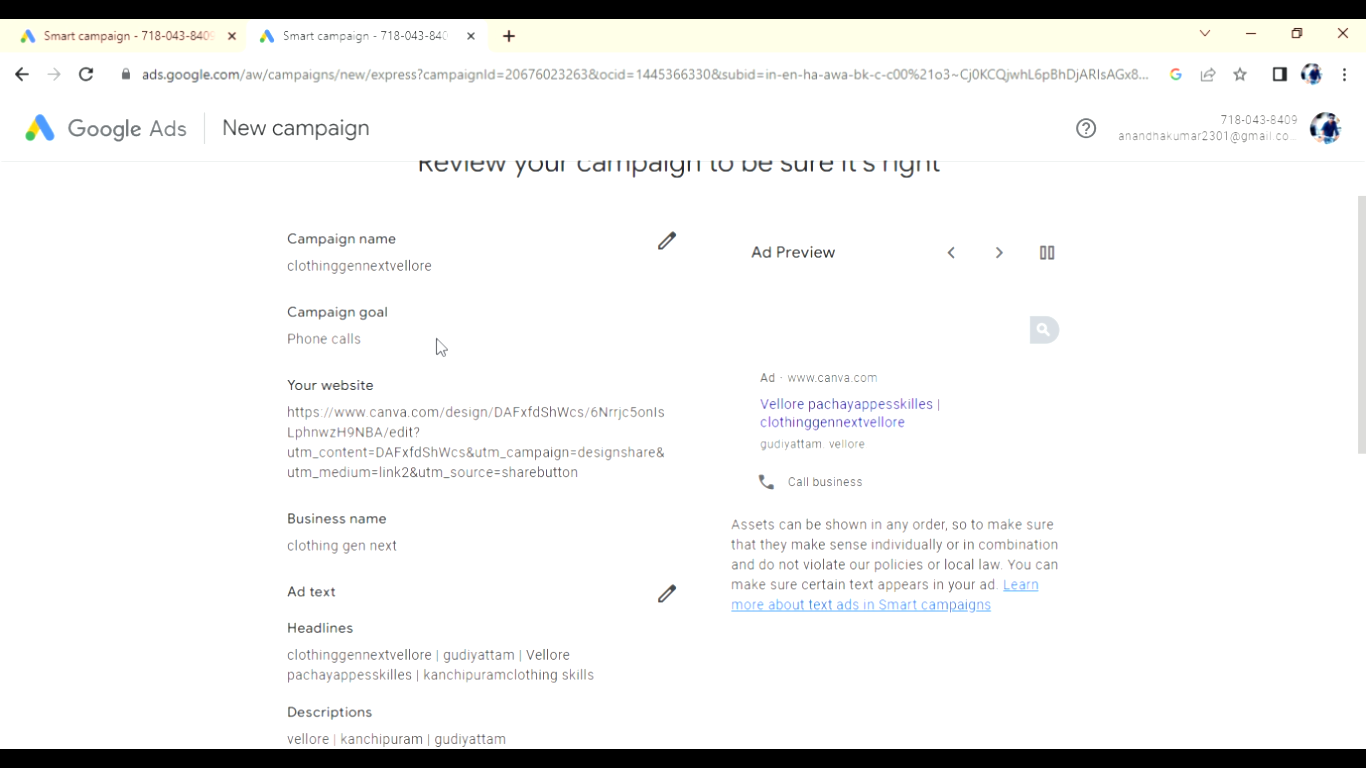 Smart campaign - 718-043-8409
Smart campaign - 718-043-840
ads.google.com/aw/campaigns/new/express?campaignId=20676023263&ocid=1445366330&subid=in-en-ha-awa-bk-c-c00%21o3~Cj0KCQjwhL6pBhDjARIsAGx8...
Google Ads
New campaign
718-043-8409
anandhakumar2301@gmail.co...
Review your campaign to be sure it's right
Campaign name
clothinggennextvellore
Campaign goal
Phone calls
Your website
https://www.canva.com/design/DAFxfdShWcs/6Nrrjc5onIs
LphnwzH9NBA/edit?
utm_content=DAFxfdShWcs&utm_campaign=designshare&
utm_medium=link2&utm_source=sharebutton
Business name
clothing gen next
Ad text
Headlines
clothinggennextvellore | gudiyattam | Vellore
pachayappesskilles | kanchipuramclothing skills
Descriptions
vellore | kanchipuram | gudiyattam
Ad Preview
Ad · www.canva.com
Vellore pachayappesskilles |
clothinggennextvellore
gudiyattam. vellore
Call business
Assets can be shown in any order, so to make sure
that they make sense individually or in combination
and do not violate our policies or local law. You can
make sure certain text appears in your ad. Learn
more about text ads in Smart campaigns